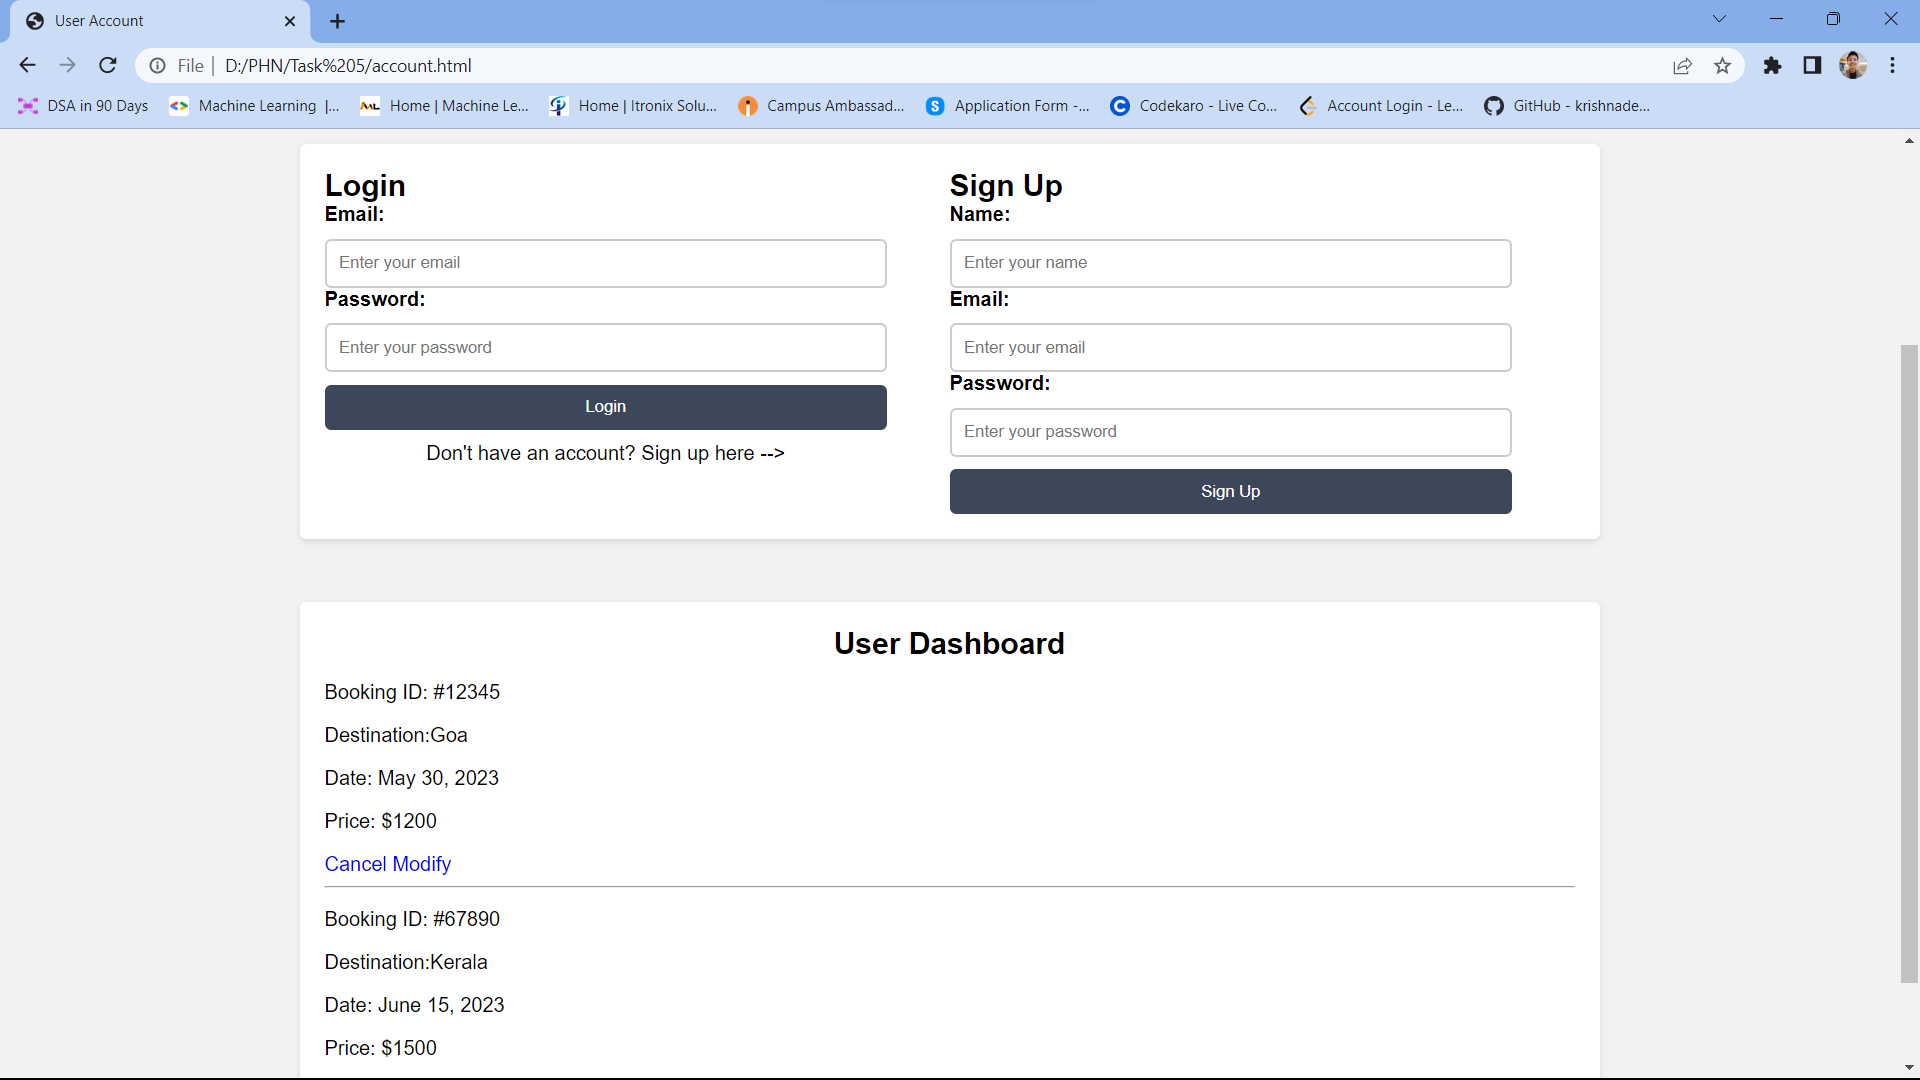 User Account
File | D:/PHN/Task%205/account.html
DSA in 90 Days
Machine Learning |...
Home | Machine Le...
Home | Itronix Solu...
Campus Ambassad...
Application Form -...
Codekaro - Live Co...
Account Login - Le...
GitHub - krishnade...
Login
Email:
Enter your email
Password:
Enter your password
Login
Don't have an account? Sign up here -->
Sign Up
Name:
Enter your name
Email:
Enter your email
Password:
Enter your password
Sign Up
User Dashboard
Booking ID: #12345
Destination:Goa
Date: May 30, 2023
Price: $1200
Cancel Modify
Booking ID: #67890
Destination:Kerala
Date: June 15, 2023
Price: $1500